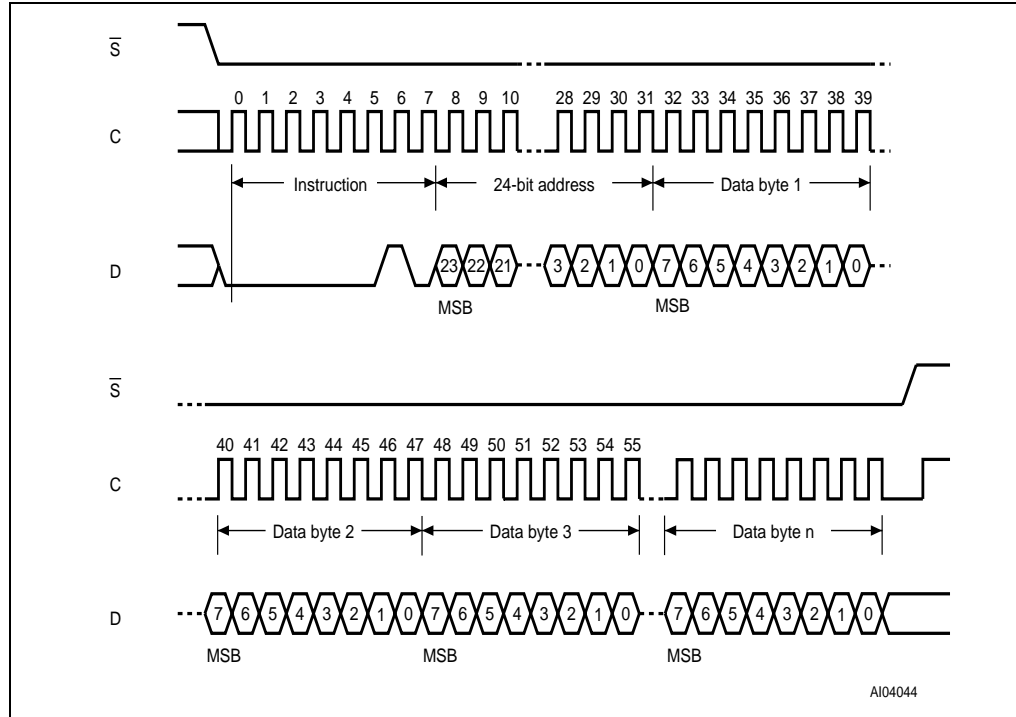 S̅
0 1 2 3 4 5 6 7 8 9 10 28 29 30 31 32 33 34 35 36 37 38 39
C
Instruction 24-bit address Data byte 1
D 23 22 21 3 2 1 0 7 6 5 4 3 2 1 0
MSB MSB
S̅
40 41 42 43 44 45 46 47 48 49 50 51 52 53 54 55
C
Data byte 2 Data byte 3 Data byte n
D 7 6 5 4 3 2 1 0 7 6 5 4 3 2 1 0 7 6 5 4 3 2 1 0
MSB MSB MSB
AI04044